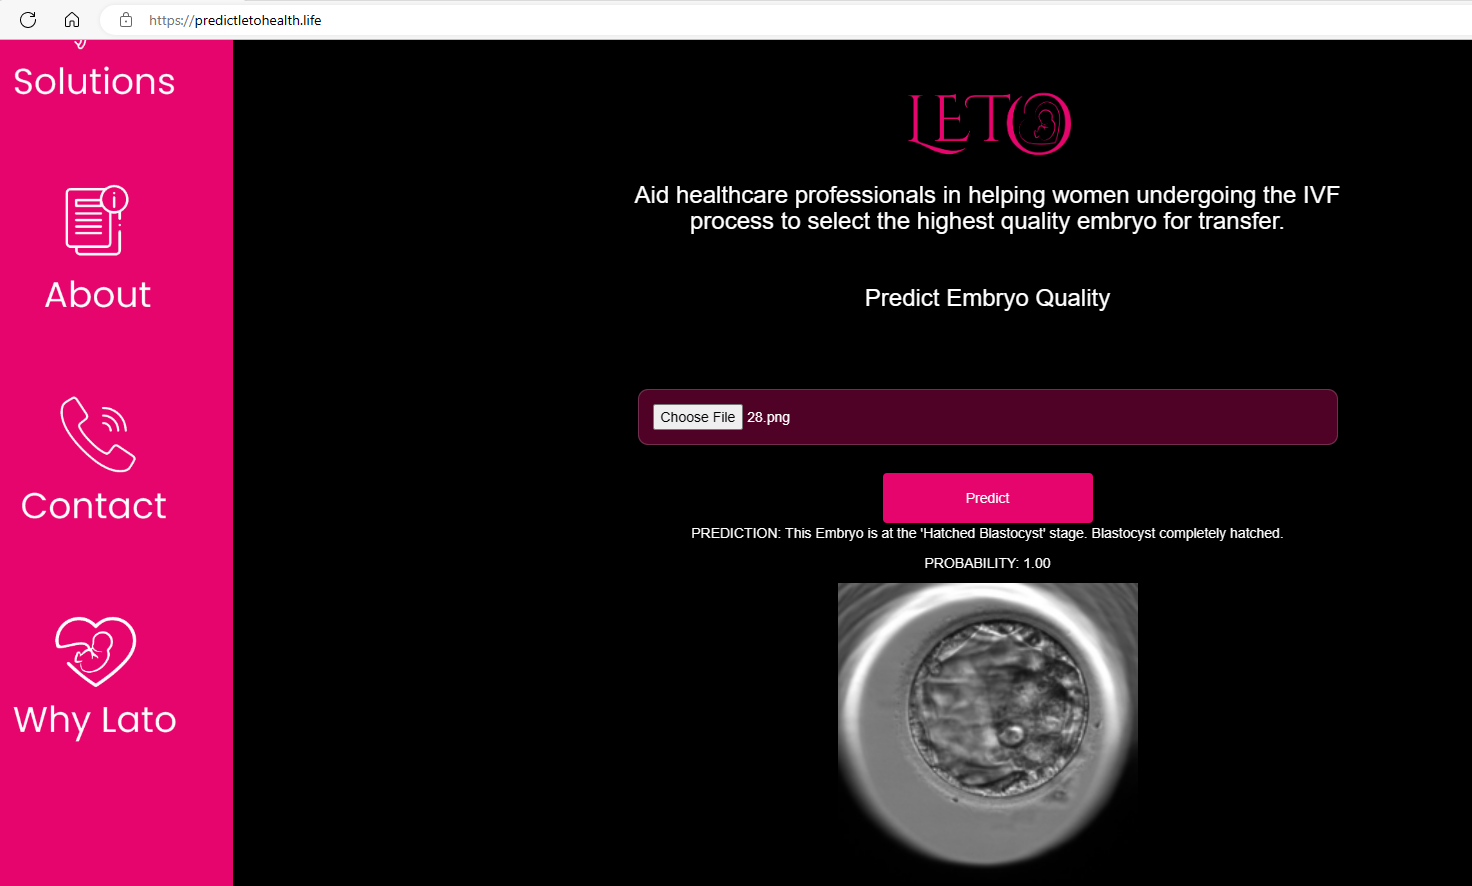 https://predictletohealth.life
Solutions
About
Contact
Why Lato
LETO
Aid healthcare professionals in helping women undergoing the IVF
process to select the highest quality embryo for transfer.
Predict Embryo Quality
Choose File 28.png
Predict
PREDICTION: This Embryo is at the 'Hatched Blastocyst' stage. Blastocyst completely hatched.
PROBABILITY: 1.00